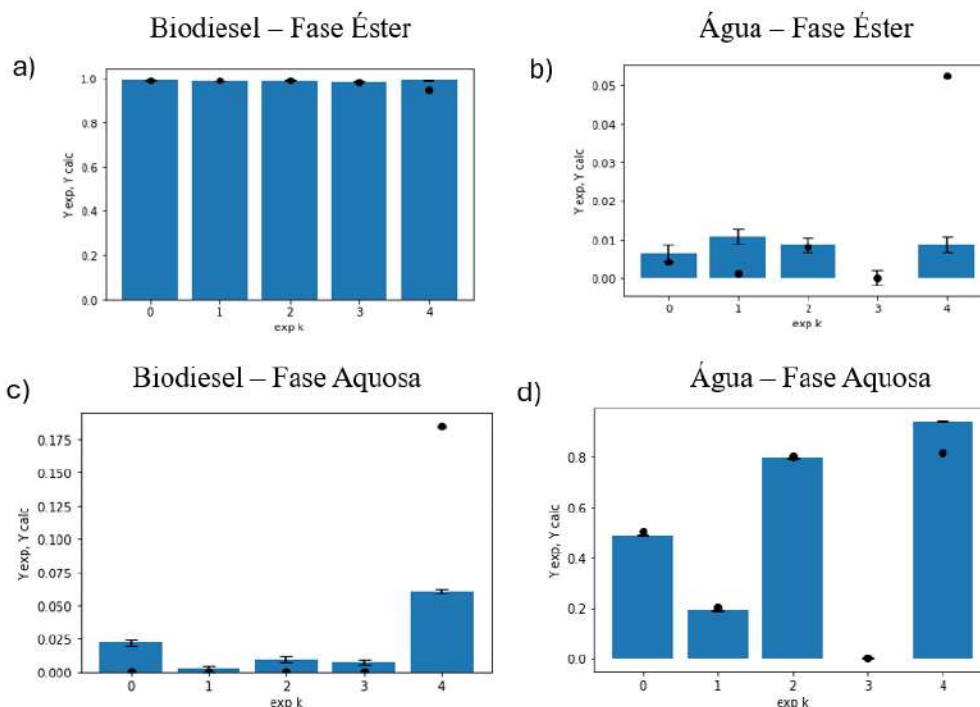 Biodiesel – Fase Éster
a)
Y exp, Y calc
1.0
0.8
0.6
0.4
0.2
0.0
0 1 2 3 4
exp k
Água – Fase Éster
b)
Y exp, Y calc
0.05
0.04
0.03
0.02
0.01
0.00
0 1 2 3 4
exp k
Biodiesel – Fase Aquosa
c)
Y exp, Y calc
0.175
0.150
0.125
0.100
0.075
0.050
0.025
0.000
0 1 2 3 4
exp k
Água – Fase Aquosa
d)
Y exp, Y calc
0.8
0.6
0.4
0.2
0.0
0 1 2 3 4
exp k